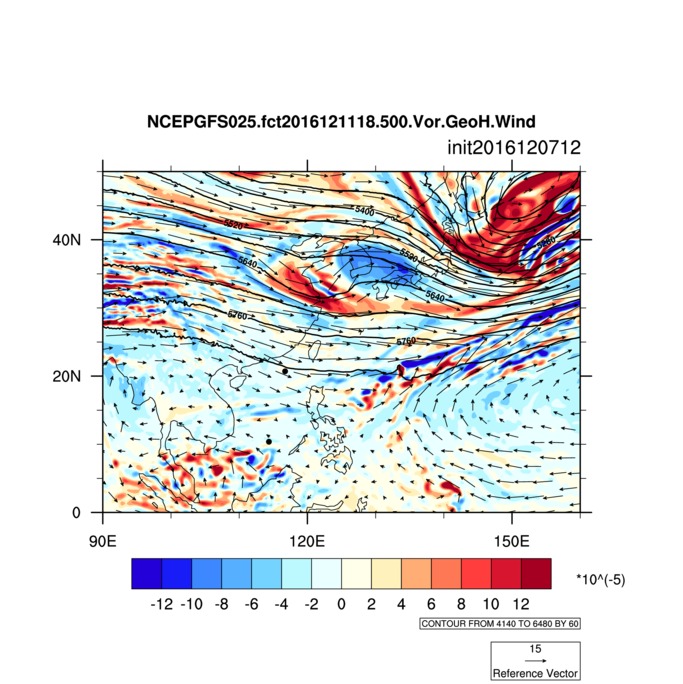 NCEPGFS025.fct2016121118.500.Vor.GeoH.Wind
init2016120712
5400
5520
40N
5640
5640
5760
5760
20N
0
90E 120E 150E
-12 -10 -8 -6 -4 -2 0 2 4 6 8 10 12
*10^(-5)
CONTOUR FROM 4140 TO 6480 BY 60
15
Reference Vector